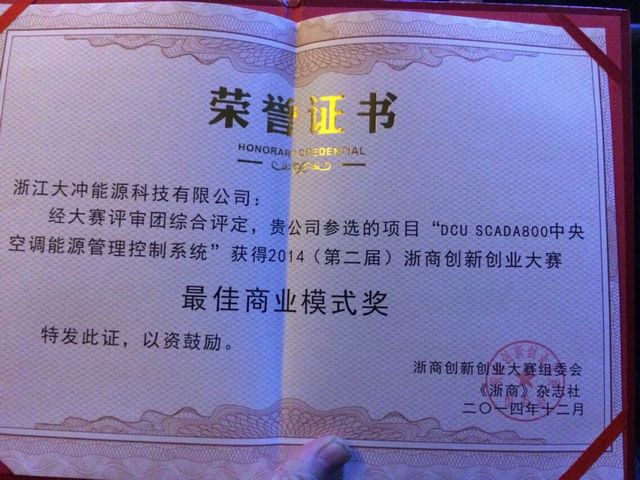 荣誉证书
HONORARY CREDENTIAL
浙江大冲能源科技有限公司：
经大赛评审团综合评定，贵公司参选的项目“DCU SCADA800中央
空调能源管理控制系统”获得2014（第二届）浙商创新创业大赛
最佳商业模式奖
特发此证，以资鼓励。
浙商创新创业大赛组委会
《浙商》杂志社
二〇一四年十二月